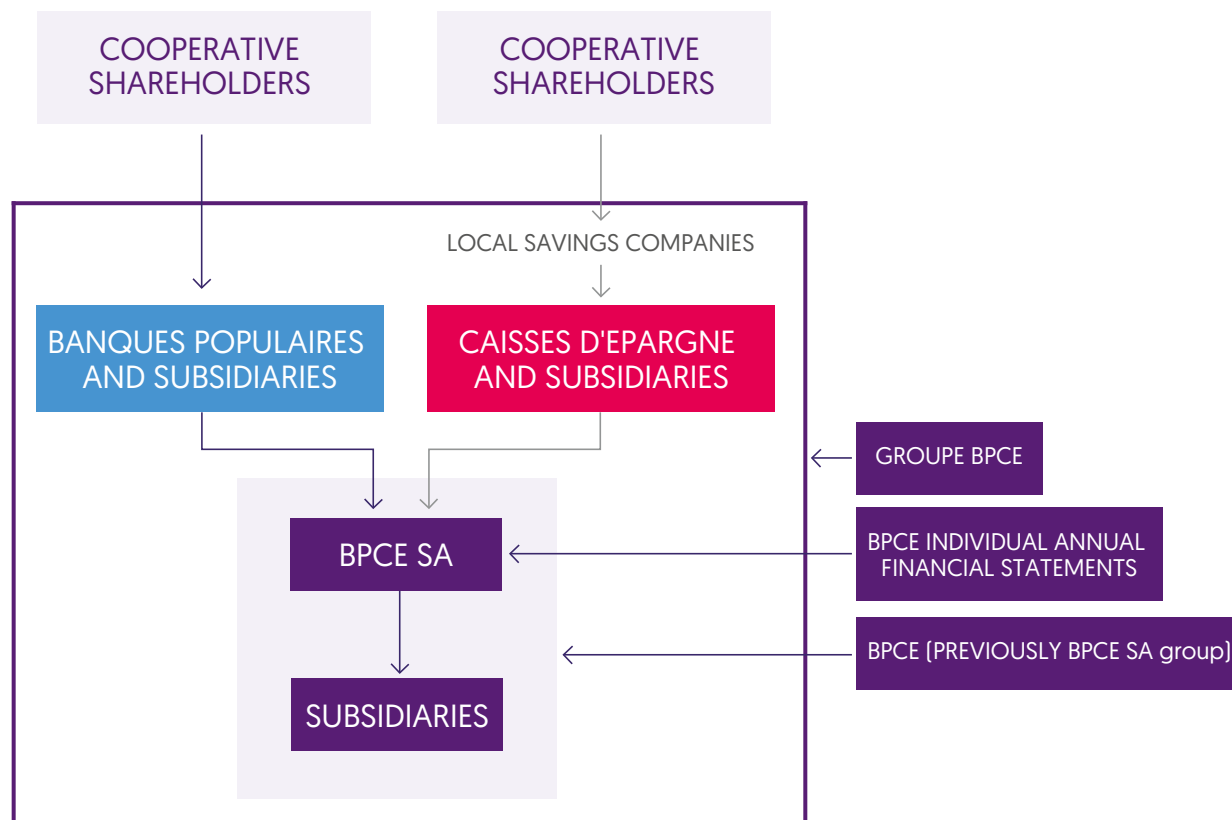 COOPERATIVE
SHAREHOLDERS
COOPERATIVE
SHAREHOLDERS
LOCAL SAVINGS COMPANIES
BANQUES POPULAIRES
AND SUBSIDIARIES
CAISSES D'EPARGNE
AND SUBSIDIARIES
GROUPE BPCE
BPCE SA
BPCE INDIVIDUAL ANNUAL
FINANCIAL STATEMENTS
BPCE (PREVIOUSLY BPCE SA group)
SUBSIDIARIES